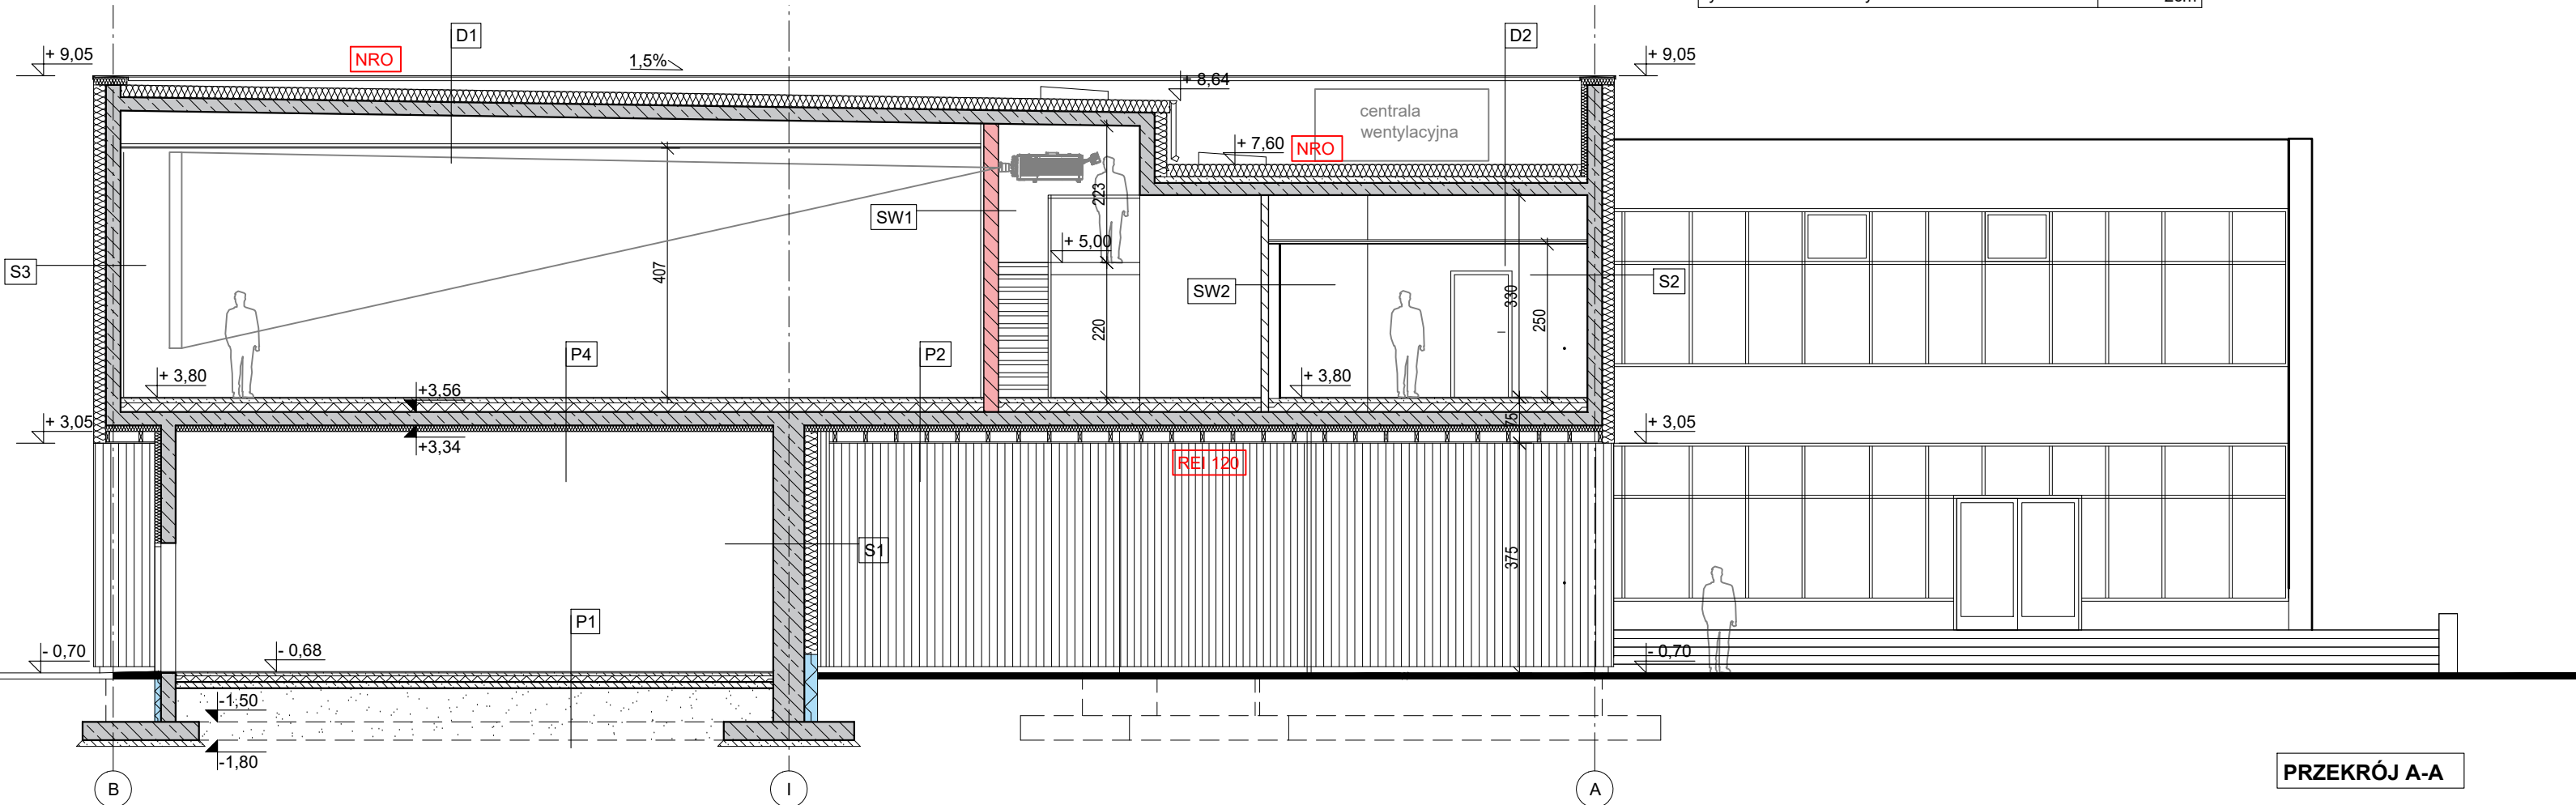 D1
D2
+ 9,05
NRO
1,5%
+ 9,05
+ 8,64
centrala
wentylacyjna
+ 7,60
NRO
223
SW1
+ 5,00
S3
407
SW2
S2
330
250
220
P4
P2
+ 3,80
+3,56
+ 3,80
+ 3,05
75
+ 3,05
+3,34
REI 120
S1
375
P1
- 0,70
- 0,68
- 0,70
-1,50
-1,80
B
I
A
PRZEKRÓJ A-A